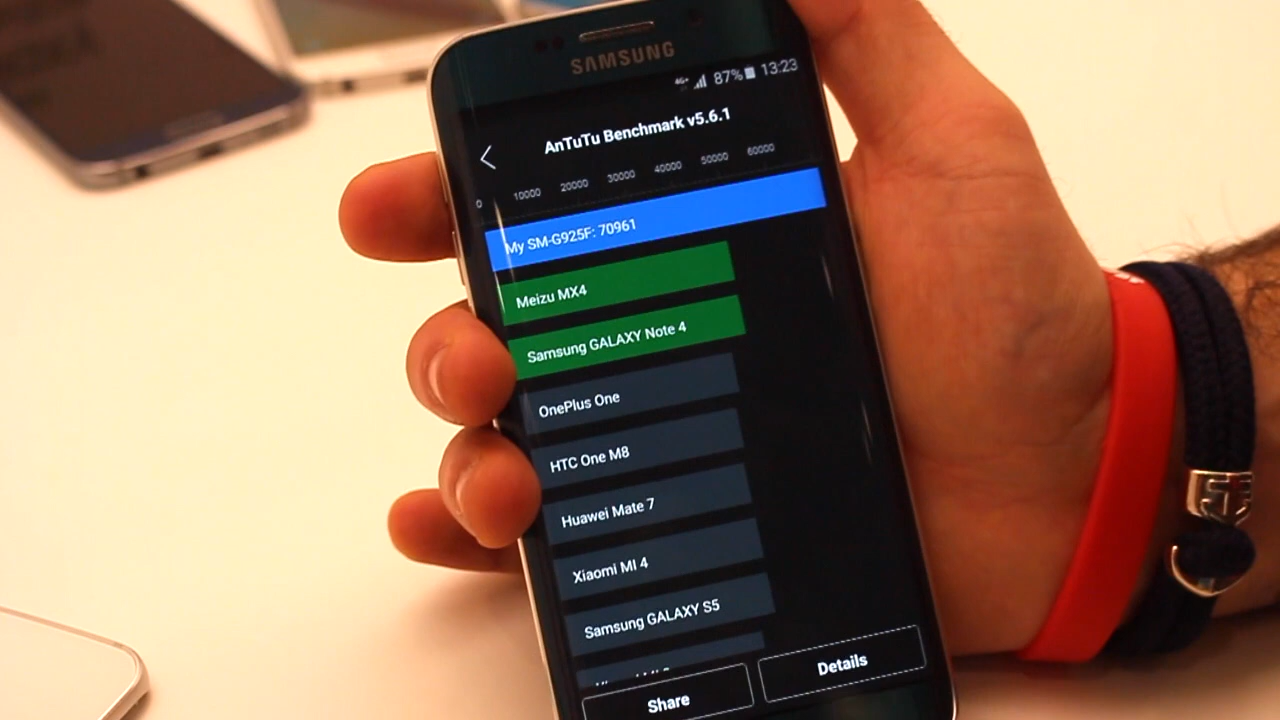 SAMSUNG
4G+ 87% 13:23
AnTuTu Benchmark v5.6.1
0 10000 20000 30000 40000 50000 60000
My SM-G925F: 70961
Meizu MX4
Samsung GALAXY Note 4
OnePlus One
HTC One M8
Huawei Mate 7
Xiaomi MI 4
Samsung GALAXY S5
Share
Details